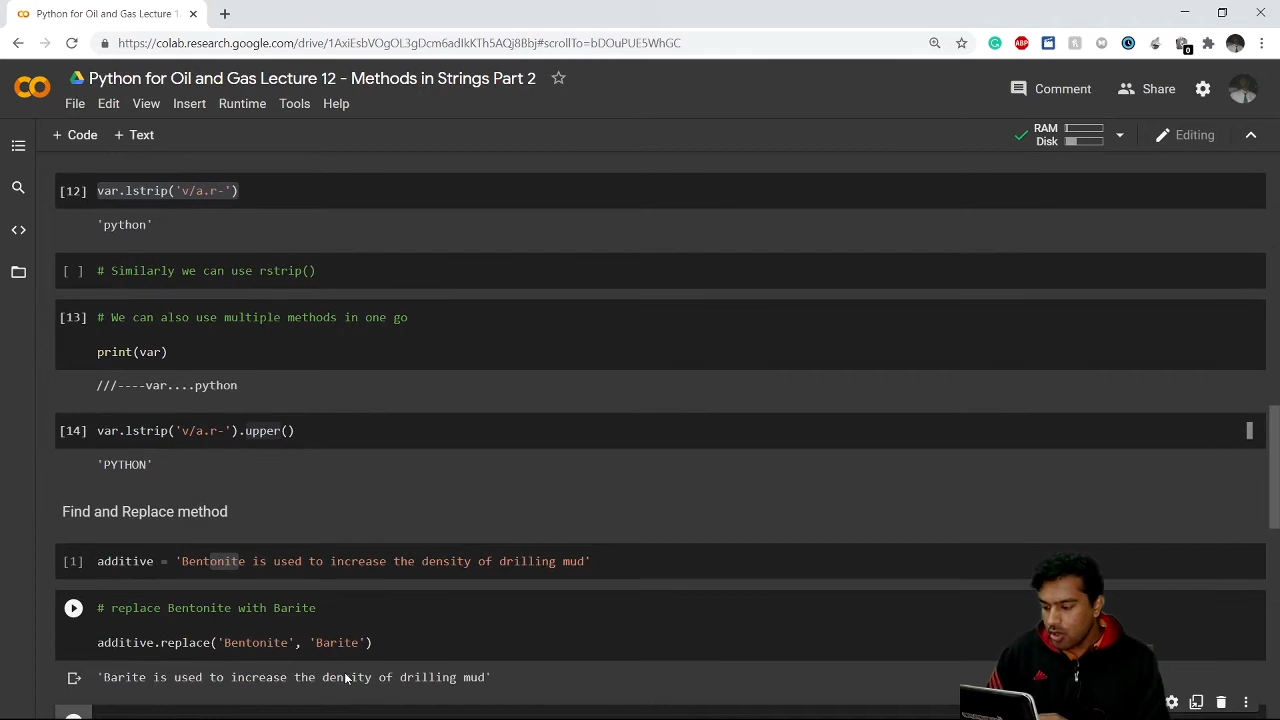 Python for Oil and Gas Lecture 1
https://colab.research.google.com/drive/
Python for Oil and Gas Lecture 12 - Methods in Strings Part 2
Comment
Share
File Edit View Insert Runtime Tools Help
+ Code + Text
RAM
Disk
Editing
[12] var.lstrip('v/a.r-')
'python'
[ ] # Similarly we can use rstrip()
[13] # We can also use multiple methods in one go
print(var)
///----var....python
[14] var.lstrip('v/a.r-').upper()
'PYTHON'
Find and Replace method
[1] additive = 'Bentonite is used to increase the density of drilling mud'
# replace Bentonite with Barite
additive.replace('Bentonite', 'Barite')
'Barite is used to increase the density of drilling mud'